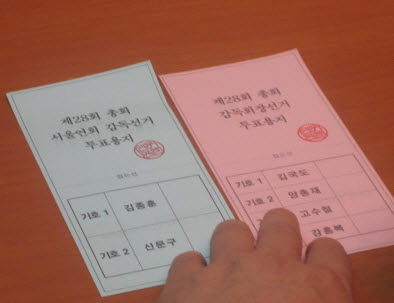 제28회 총회
서울연회 감독선거
투표용지
기호 1 김종훈
기호 2 신문구
제28회 총회
감독회장선거
투표용지
기호 1 김국도
기호 2 양총재
고수철
강흥복